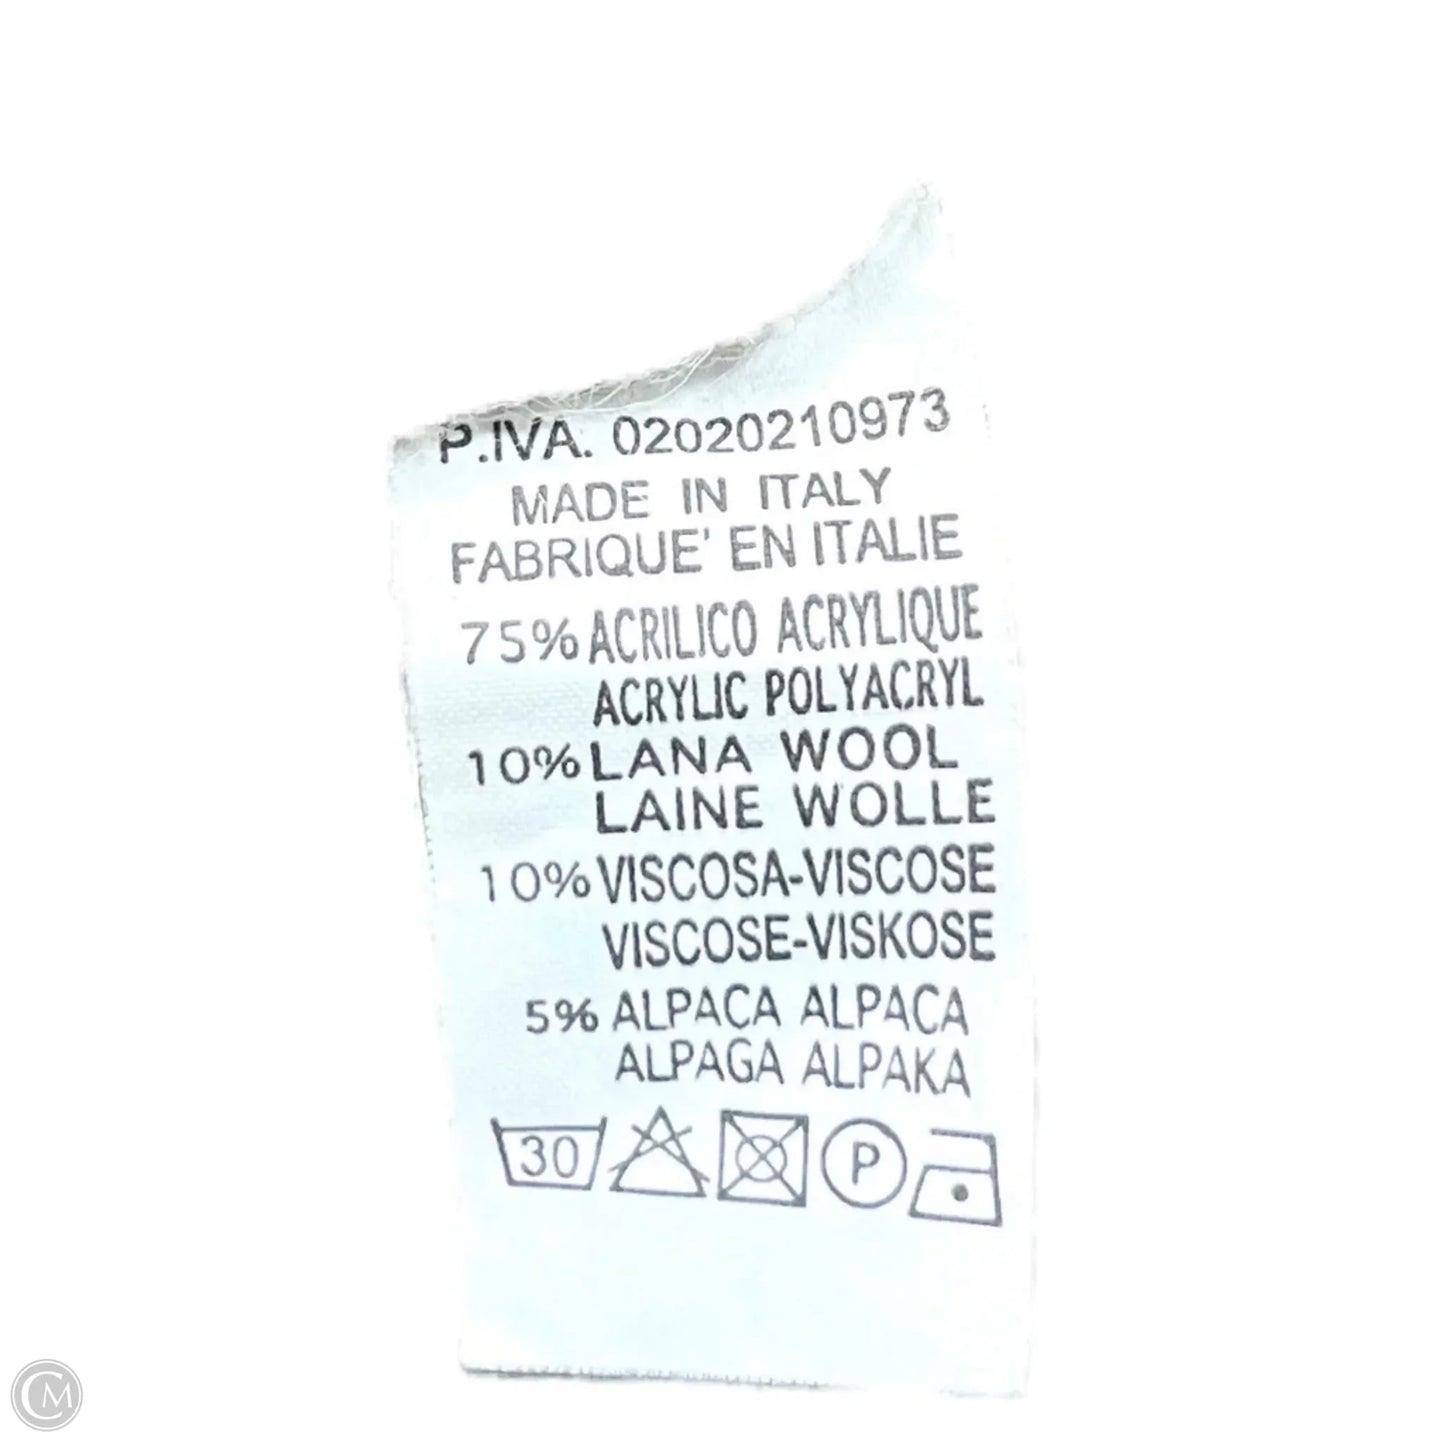 P.IVA. 02020210973
MADE IN ITALY
FABRIQUE' EN ITALIE
75% ACRILICO ACRYLIQUE
ACRYLIC POLYACRYL
10% LANA WOOL
LAINE WOLLE
10% VISCOSA-VISCOSE
VISCOSE-VISKOSE
5% ALPACA ALPACA
ALPAGA ALPAKA
30 P
CM